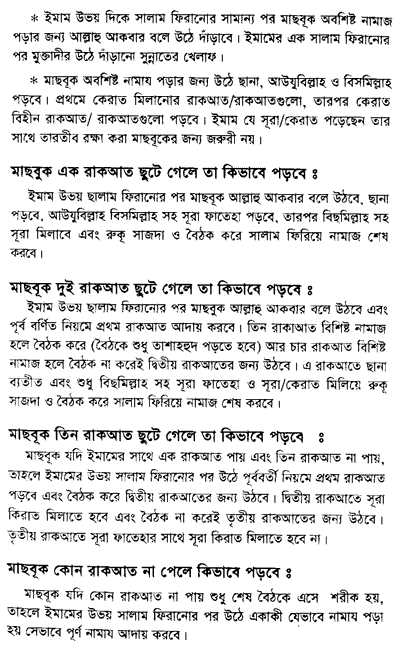 * ইমাম উভয় দিকে সালাম ফিরানোর সামান্য পর মাছবূক অবশিষ্ট নামাজ
পড়ার জন্য আল্লাহু আকবার বলে উঠে দাঁড়াবে। ইমামের এক সালাম ফিরানোর
পর মুক্তাদীর উঠে দাঁড়ানো সুন্নাতের খেলাফ।
* মাছবূক অবশিষ্ট নামায পড়ার জন্য উঠে ছানা, আউযুবিল্লাহ ও বিসমিল্লাহ
পড়বে। প্রথমে কেরাত মিলানোর রাকআত/রাকআতগুলো, তারপর কেরাত
বিহীন রাকআত/ রাকআতগুলো পড়বে। ইমাম যে সূরা/কেরাত পড়েছেন তার
সাথে তারতীব রক্ষা করা মাছবূকের জন্য জরুরী নয়।
মাছবুক এক রাকআত ছুটে গেলে তা কিভাবে পড়বে ঃ
ইমাম উভয় ছালাম ফিরানোর পর মাছবূক আল্লাহু আকবার বলে উঠবে, ছানা
পড়বে, আউযুবিল্লাহ বিসমিল্লাহ সহ সূরা ফাতেহা পড়বে, তারপর বিছমিল্লাহ সহ
সূরা মিলাবে এবং রুকূ সাজদা ও বৈঠক করে সালাম ফিরিয়ে নামাজ শেষ
করবে।
মাছবূক দুই রাকআত ছুটে গেলে তা কিভাবে পড়বে ঃ
ইমাম উভয় ছালাম ফিরানোর পর মাছবূক আল্লাহু আকবার বলে উঠবে এবং
পূর্ব বর্ণিত নিয়মে প্রথম রাকআত আদায় করবে। তিন রাকাআত বিশিষ্ট নামাজ
হলে বৈঠক করে (বৈঠকে শুধু তাশাহহুদ পড়তে হবে) আর চার রাকআত বিশিষ্ট
নামাজ হলে বৈঠক না করেই দ্বিতীয় রাকআতের জন্য উঠবে। এ রাকআতে ছানা
ব্যতীত এবং শুধু বিছমিল্লাহ সহ সূরা ফাতেহা ও সূরা/কেরাত মিলিয়ে রুকূ
সাজদা ও বৈঠক করে সালাম ফিরিয়ে নামাজ শেষ করবে।
মাছবূক তিন রাকআত ছুটে গেলে তা কিভাবে পড়বে ঃ
মাছবূক যদি ইমামের সাথে এক রাকআত পায় এবং তিন রাকআত না পায়,
তাহলে ইমামের উভয় সালাম ফিরানোর পর উঠে পূর্ববর্তী নিয়মে প্রথম রাকআত
পড়বে এবং বৈঠক করে দ্বিতীয় রাকআতের জন্য উঠবে। দ্বিতীয় রাকআতে সূরা
কিরাত মিলাতে হবে এবং বৈঠক না করেই তৃতীয় রাকআতের জন্য উঠবে।
তৃতীয় রাকআতে সূরা ফাতেহার সাথে সূরা কিরাত মিলাতে হবে না।
মাছবূক কোন রাকআত না পেলে কিভাবে পড়বে ঃ
মাছবূক যদি কোন রাকআত না পায় শুধু শেষ বৈঠকে এসে শরীক হয়,
তাহলে ইমামের উভয় সালাম ফিরানোর পর উঠে একাকী যেভাবে নামায পড়া
হয় সেভাবে পূর্ণ নামায আদায় করবে।